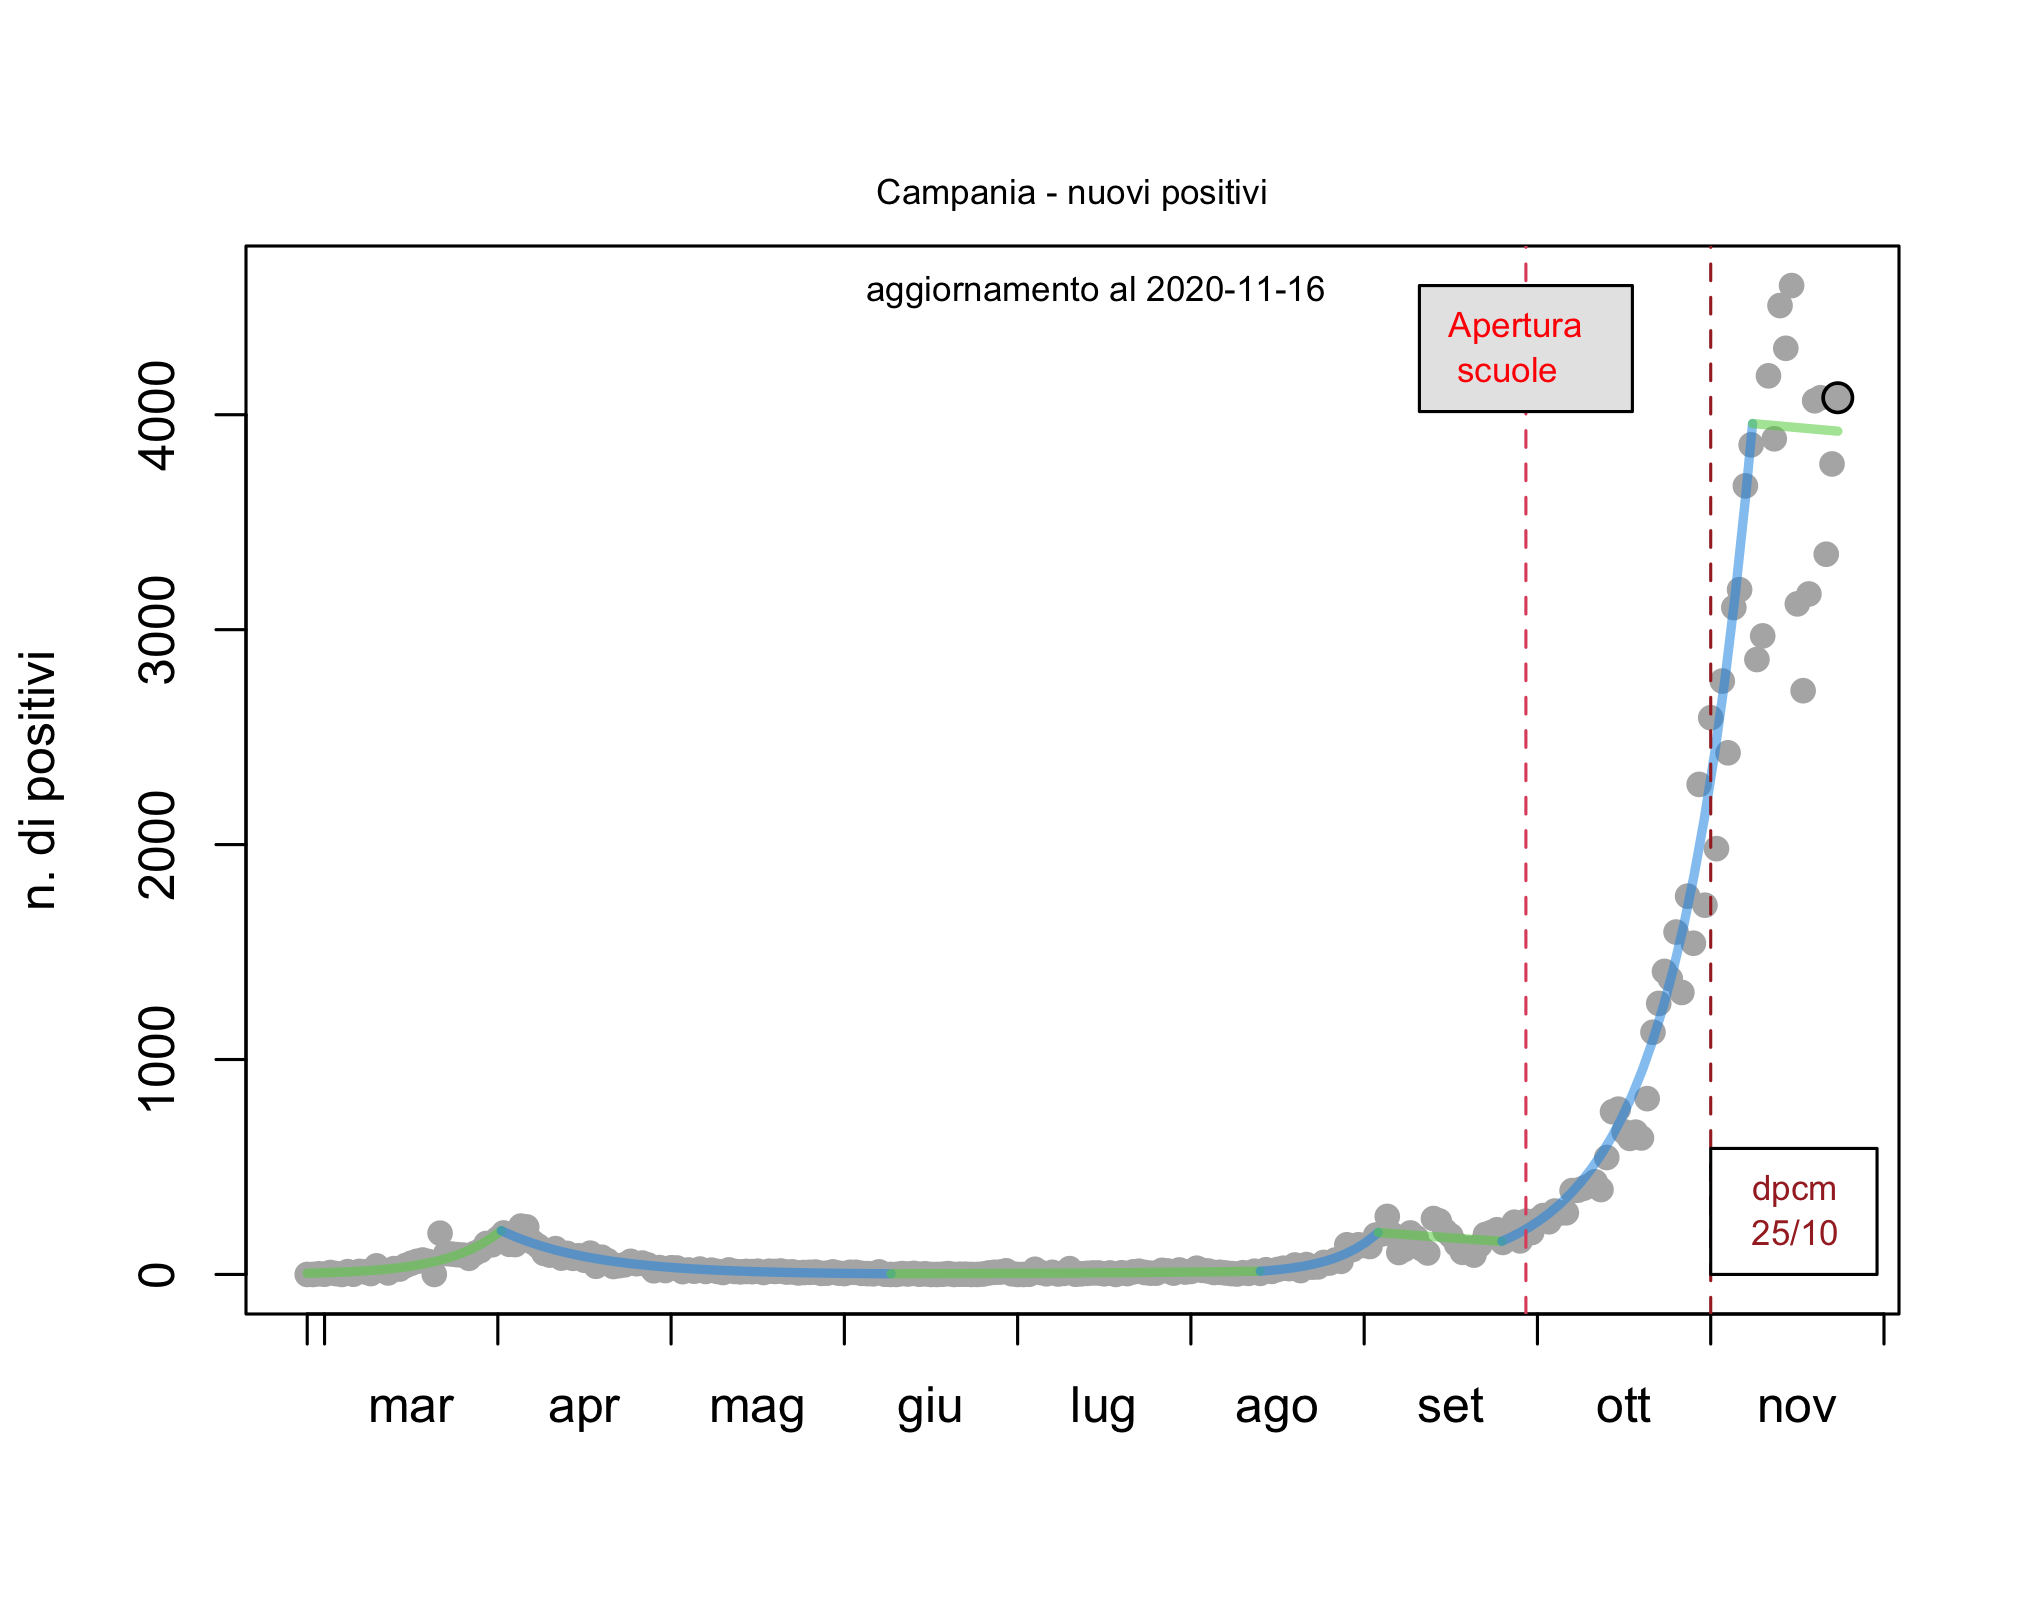 Campania - nuovi positivi
aggiornamento al 2020-11-16
Apertura
scuole
n. di positivi
4000
3000
2000
1000
0
dpcm
25/10
mar apr mag giu lug ago set ott nov